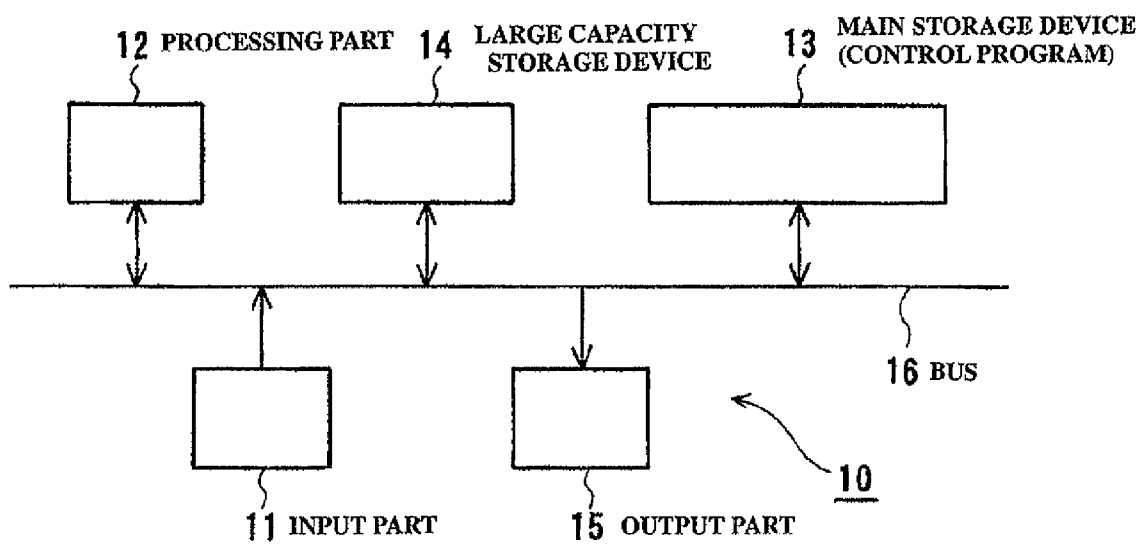 12 PROCESSING PART
14 LARGE CAPACITY
STORAGE DEVICE
13 MAIN STORAGE DEVICE
(CONTROL PROGRAM)
16 BUS
10
11 INPUT PART
15 OUTPUT PART